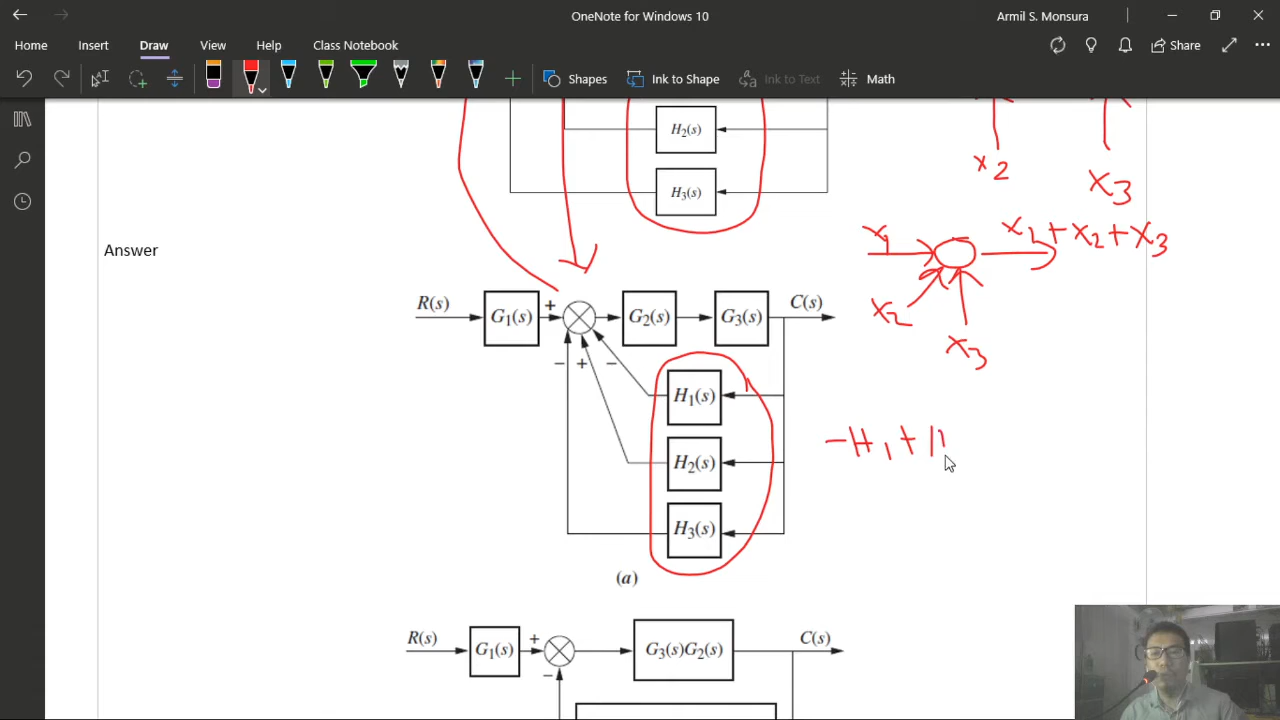 OneNote for Windows 10
Armil S. Monsura
Home Insert Draw View Help Class Notebook
Share
Shapes
Ink to Shape
Ink to Text
Math
H₂(s)
H₃(s)
x2
x3
x1
x1+x2+x3
x2
x3
Answer
R(s)
G₁(s)
+
G₂(s)
G₃(s)
C(s)
− + −
H₁(s)
H₂(s)
H₃(s)
-H1+
(a)
R(s)
G₁(s)
+
G₃(s)G₂(s)
C(s)
−